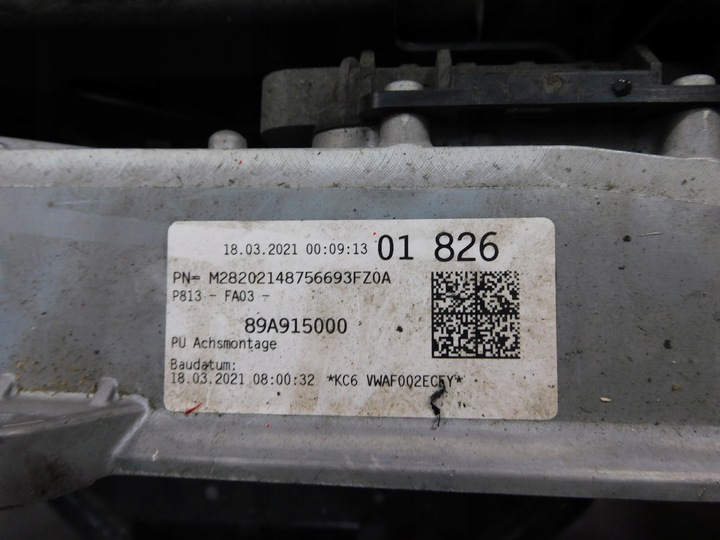 18.03.2021 00:09:13 01 826
PN= M28202148756693FZ0A
P813 - FA03 -
89A915000
PU Achsmontage
Baudatum:
18.03.2021 08:00:32 *KC6